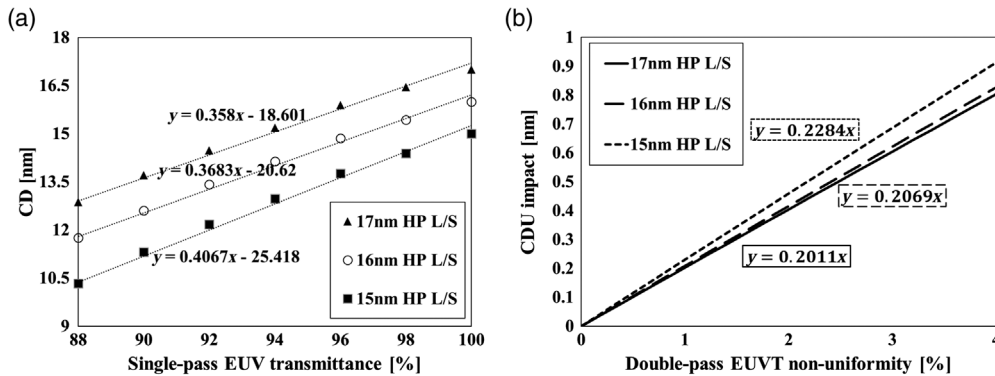 (a)
18
16.5
15
13.5
12
10.5
9
CD [nm]
y = 0.358x - 18.601
y = 0.3683x - 20.62
y = 0.4067x - 25.418
17nm HP L/S
16nm HP L/S
15nm HP L/S
88 90 92 94 96 98 100
Single-pass EUV transmittance [%]
(b)
1
0.9
0.8
0.7
0.6
0.5
0.4
0.3
0.2
0.1
0
CDU impact [nm]
17nm HP L/S
16nm HP L/S
15nm HP L/S
y = 0.2284x
y = 0.2069x
y = 0.2011x
0 1 2 3 4
Double-pass EUVT non-uniformity [%]